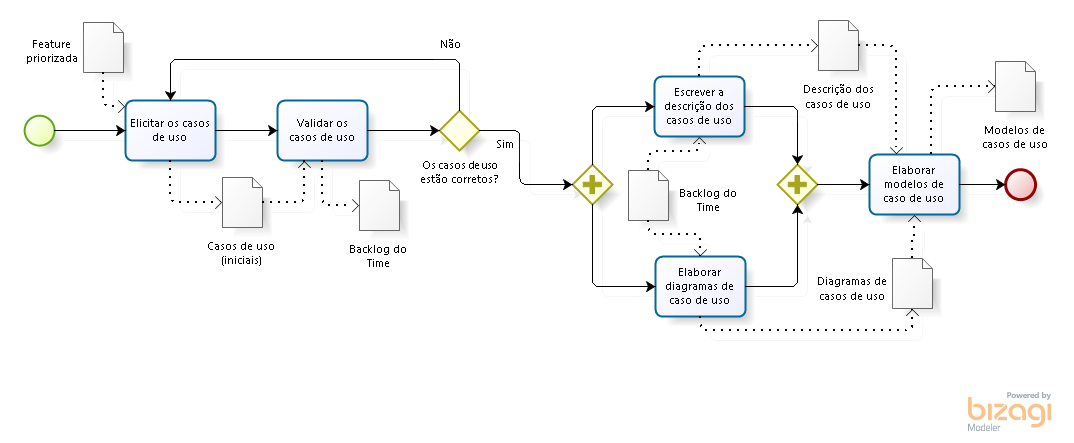 Feature
priorizada
Elicitar os casos
de uso
Validar os
casos de uso
Não
Sim
Os casos de uso
estão corretos?
Casos de uso
(iniciais)
Backlog do
Time
Escrever a
descrição dos
casos de uso
Backlog do
Time
Elaborar
diagramas de
caso de uso
Descrição dos
casos de uso
Elaborar
modelos de
caso de uso
Modelos de
casos de uso
Diagramas de
casos de uso
Powered by
bizagi
Modeler